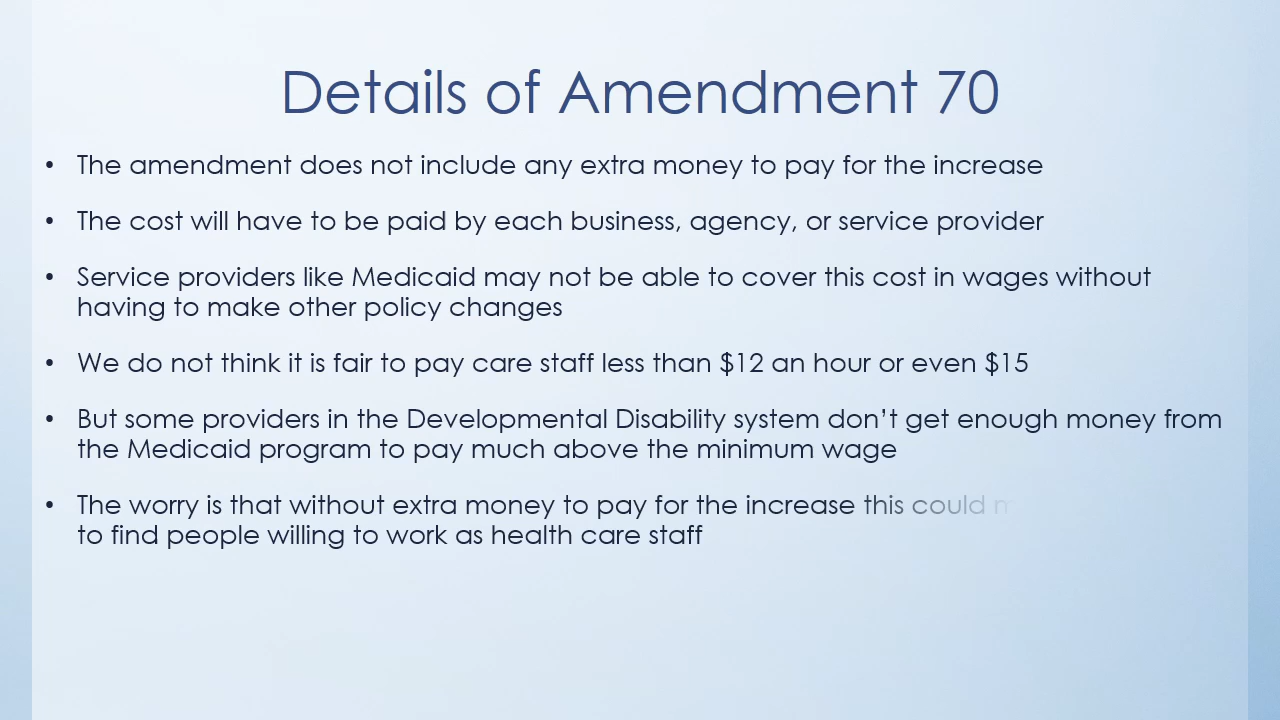 Details of Amendment 70
• The amendment does not include any extra money to pay for the increase
• The cost will have to be paid by each business, agency, or service provider
• Service providers like Medicaid may not be able to cover this cost in wages without
having to make other policy changes
• We do not think it is fair to pay care staff less than $12 an hour or even $15
• But some providers in the Developmental Disability system don’t get enough money from
the Medicaid program to pay much above the minimum wage
• The worry is that without extra money to pay for the increase this could
to find people willing to work as health care staff